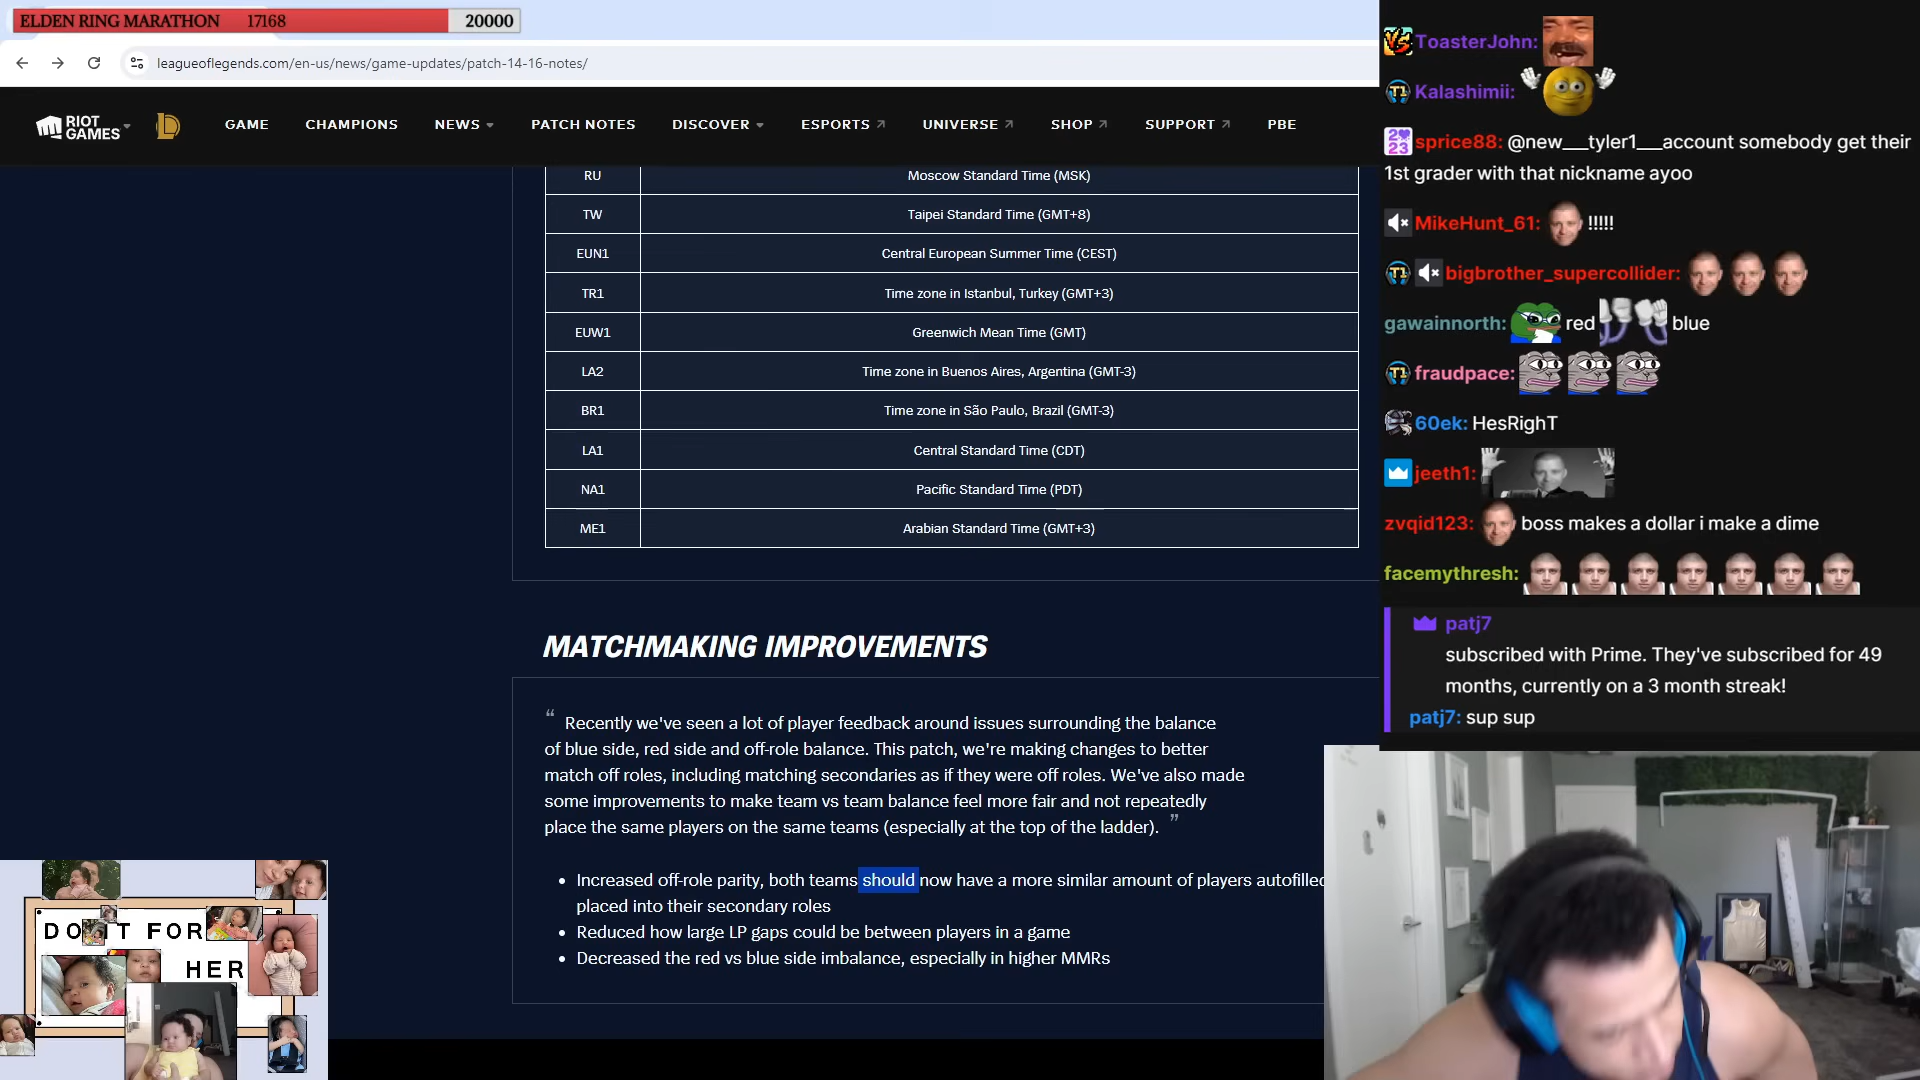 ELDEN RING MARATHON 17168 20000
leagueoflegends.com/en-us/news/game-updates/patch-14-16-notes/
RIOT GAMES
GAME CHAMPIONS NEWS PATCH NOTES DISCOVER ESPORTS UNIVERSE SHOP SUPPORT PBE
RU Moscow Standard Time (MSK)
TW Taipei Standard Time (GMT+8)
EUN1 Central European Summer Time (CEST)
TR1 Time zone in Istanbul, Turkey (GMT+3)
EUW1 Greenwich Mean Time (GMT)
LA2 Time zone in Buenos Aires, Argentina (GMT-3)
BR1 Time zone in São Paulo, Brazil (GMT-3)
LA1 Central Standard Time (CDT)
NA1 Pacific Standard Time (PDT)
ME1 Arabian Standard Time (GMT+3)
MATCHMAKING IMPROVEMENTS
“ Recently we've seen a lot of player feedback around issues surrounding the balance
of blue side, red side and off-role balance. This patch, we're making changes to better
match off roles, including matching secondaries as if they were off roles. We've also made
some improvements to make team vs team balance feel more fair and not repeatedly
place the same players on the same teams (especially at the top of the ladder). ”
• Increased off-role parity, both teams should now have a more similar amount of players autofilled
placed into their secondary roles
• Reduced how large LP gaps could be between players in a game
• Decreased the red vs blue side imbalance, especially in higher MMRs
DO IT FOR
HER
ToasterJohn:
Kalashimii:
sprice88: @new___tyler1___account somebody get their
1st grader with that nickname ayoo
MikeHunt_61: !!!!!
bigbrother_supercollider:
gawainnorth: red blue
fraudpace:
60ek: HesRighT
jeeth1:
zvqid123: boss makes a dollar i make a dime
facemythresh:
patj7
subscribed with Prime. They've subscribed for 49
months, currently on a 3 month streak!
patj7: sup sup